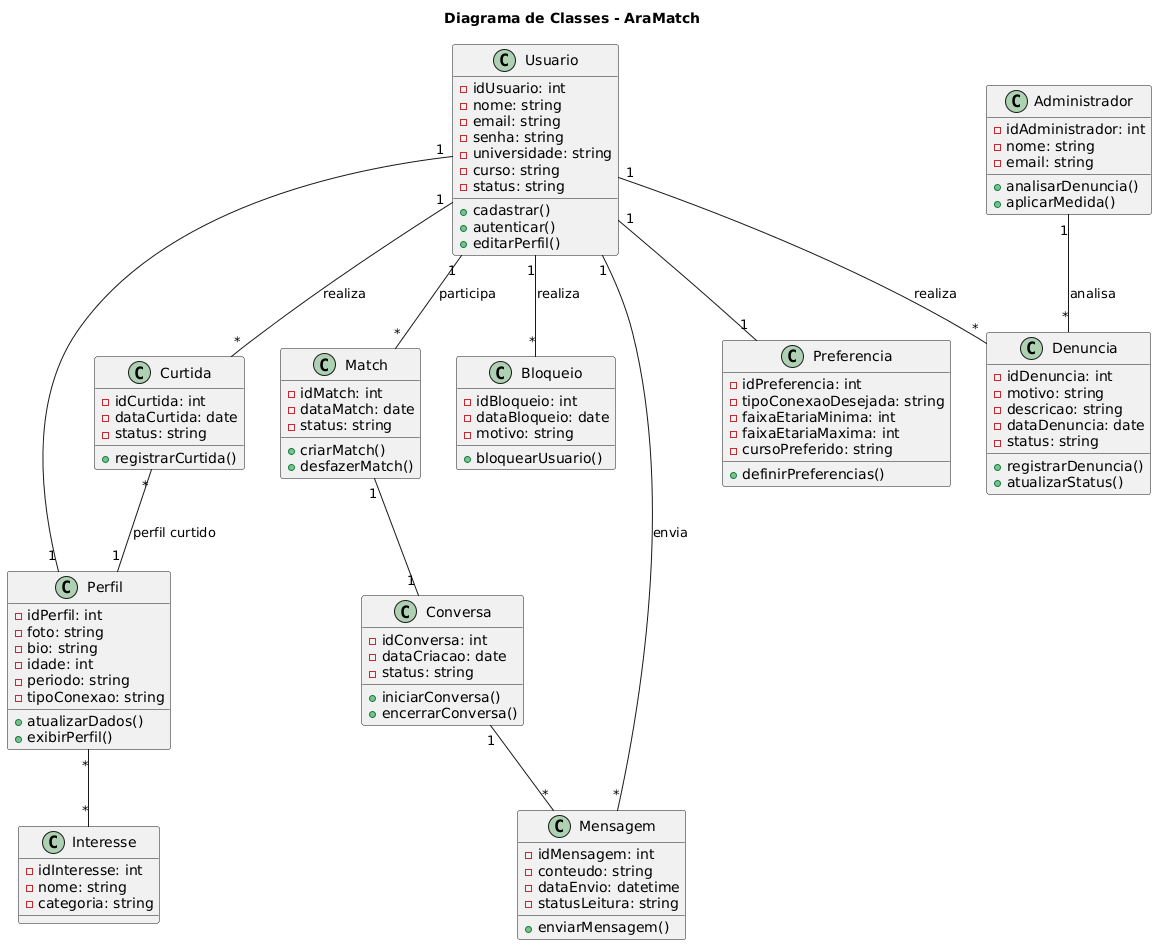 Diagrama de Classes - AraMatch
C Usuario
idUsuario: int
nome: string
email: string
senha: string
universidade: string
curso: string
status: string
cadastrar()
autenticar()
editarPerfil()
C Administrador
idAdministrador: int
nome: string
email: string
analisarDenuncia()
aplicarMedida()
1
1
1
1
1
1
1
1
realiza
participa
realiza
realiza
analisa
*
*
*
1
*
*
C Curtida
idCurtida: int
dataCurtida: date
status: string
registrarCurtida()
C Match
idMatch: int
dataMatch: date
status: string
criarMatch()
desfazerMatch()
C Bloqueio
idBloqueio: int
dataBloqueio: date
motivo: string
bloquearUsuario()
C Preferencia
idPreferencia: int
tipoConexaoDesejada: string
faixaEtariaMinima: int
faixaEtariaMaxima: int
cursoPreferido: string
definirPreferencias()
C Denuncia
idDenuncia: int
motivo: string
descricao: string
dataDenuncia: date
status: string
registrarDenuncia()
atualizarStatus()
*
1
perfil curtido
envia
1
1
1
C Perfil
idPerfil: int
foto: string
bio: string
idade: int
periodo: string
tipoConexao: string
atualizarDados()
exibirPerfil()
C Conversa
idConversa: int
dataCriacao: date
status: string
iniciarConversa()
encerrarConversa()
*
*
1
*
*
C Interesse
idInteresse: int
nome: string
categoria: string
C Mensagem
idMensagem: int
conteudo: string
dataEnvio: datetime
statusLeitura: string
enviarMensagem()